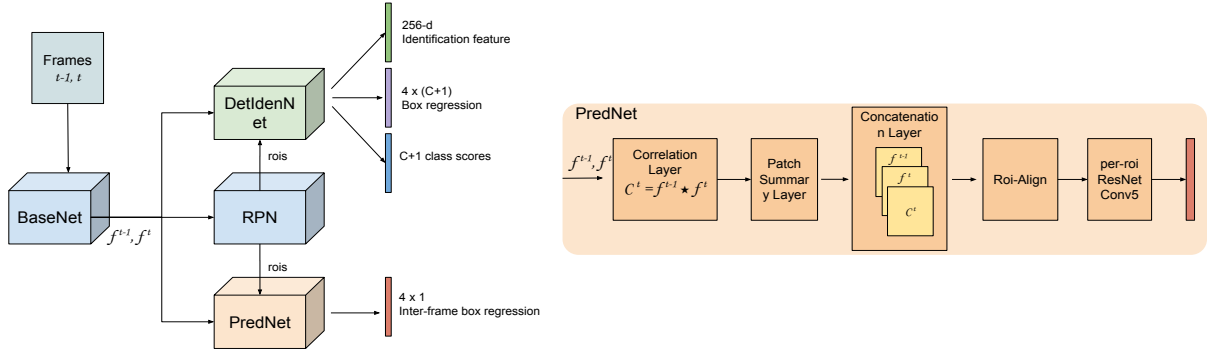 Frames
t-1, t
BaseNet
f^{t-1}, f^t
DetIdenN
et
rois
RPN
rois
PredNet
256-d
Identification feature
4 x (C+1)
Box regression
C+1 class scores
4 x 1
Inter-frame box regression
PredNet
f^{t-1}, f^t
Correlation
Layer
C^t = f^{t-1} ★ f^t
Patch
Summar
y Layer
Concatenatio
n Layer
f^{t-1}
f^t
C^t
Roi-Align
per-roi
ResNet
Conv5